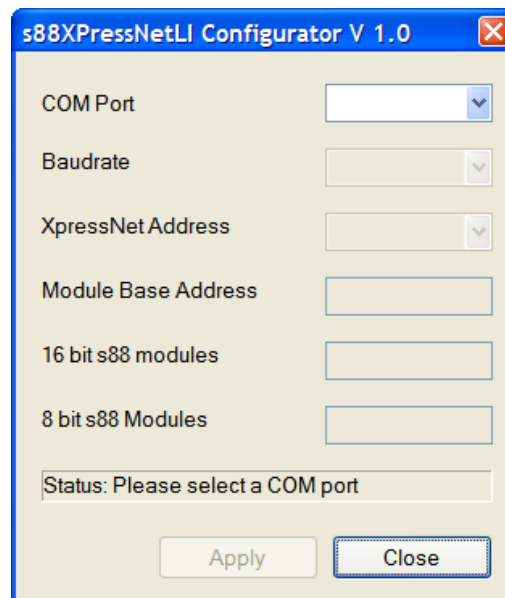 s88XPressNetLI Configurator V 1.0
COM Port
Baudrate
XpressNet Address
Module Base Address
16 bit s88 modules
8 bit s88 Modules
Status: Please select a COM port
Apply Close